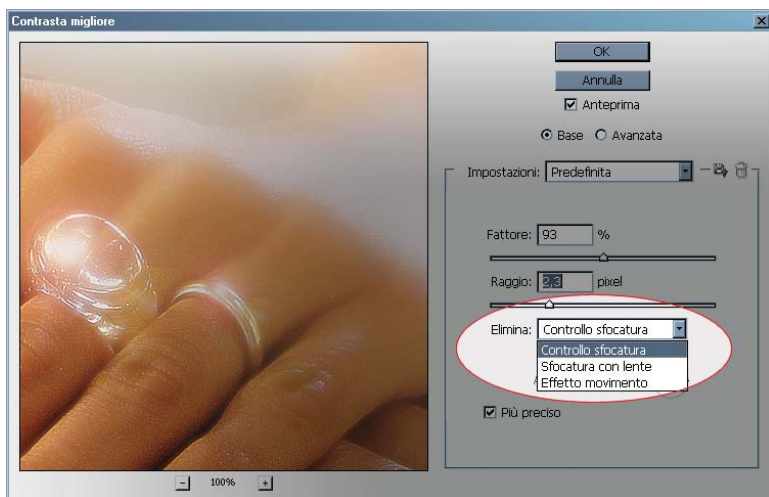 Contrasta migliore
OK
Annulla
Anteprima
Base Avanzata
Impostazioni: Predefinita
Fattore: 93 %
Raggio: 2,3 pixel
Elimina: Controllo sfocatura
Controllo sfocatura
Sfocatura con lente
Effetto movimento
Più preciso
- 100% +